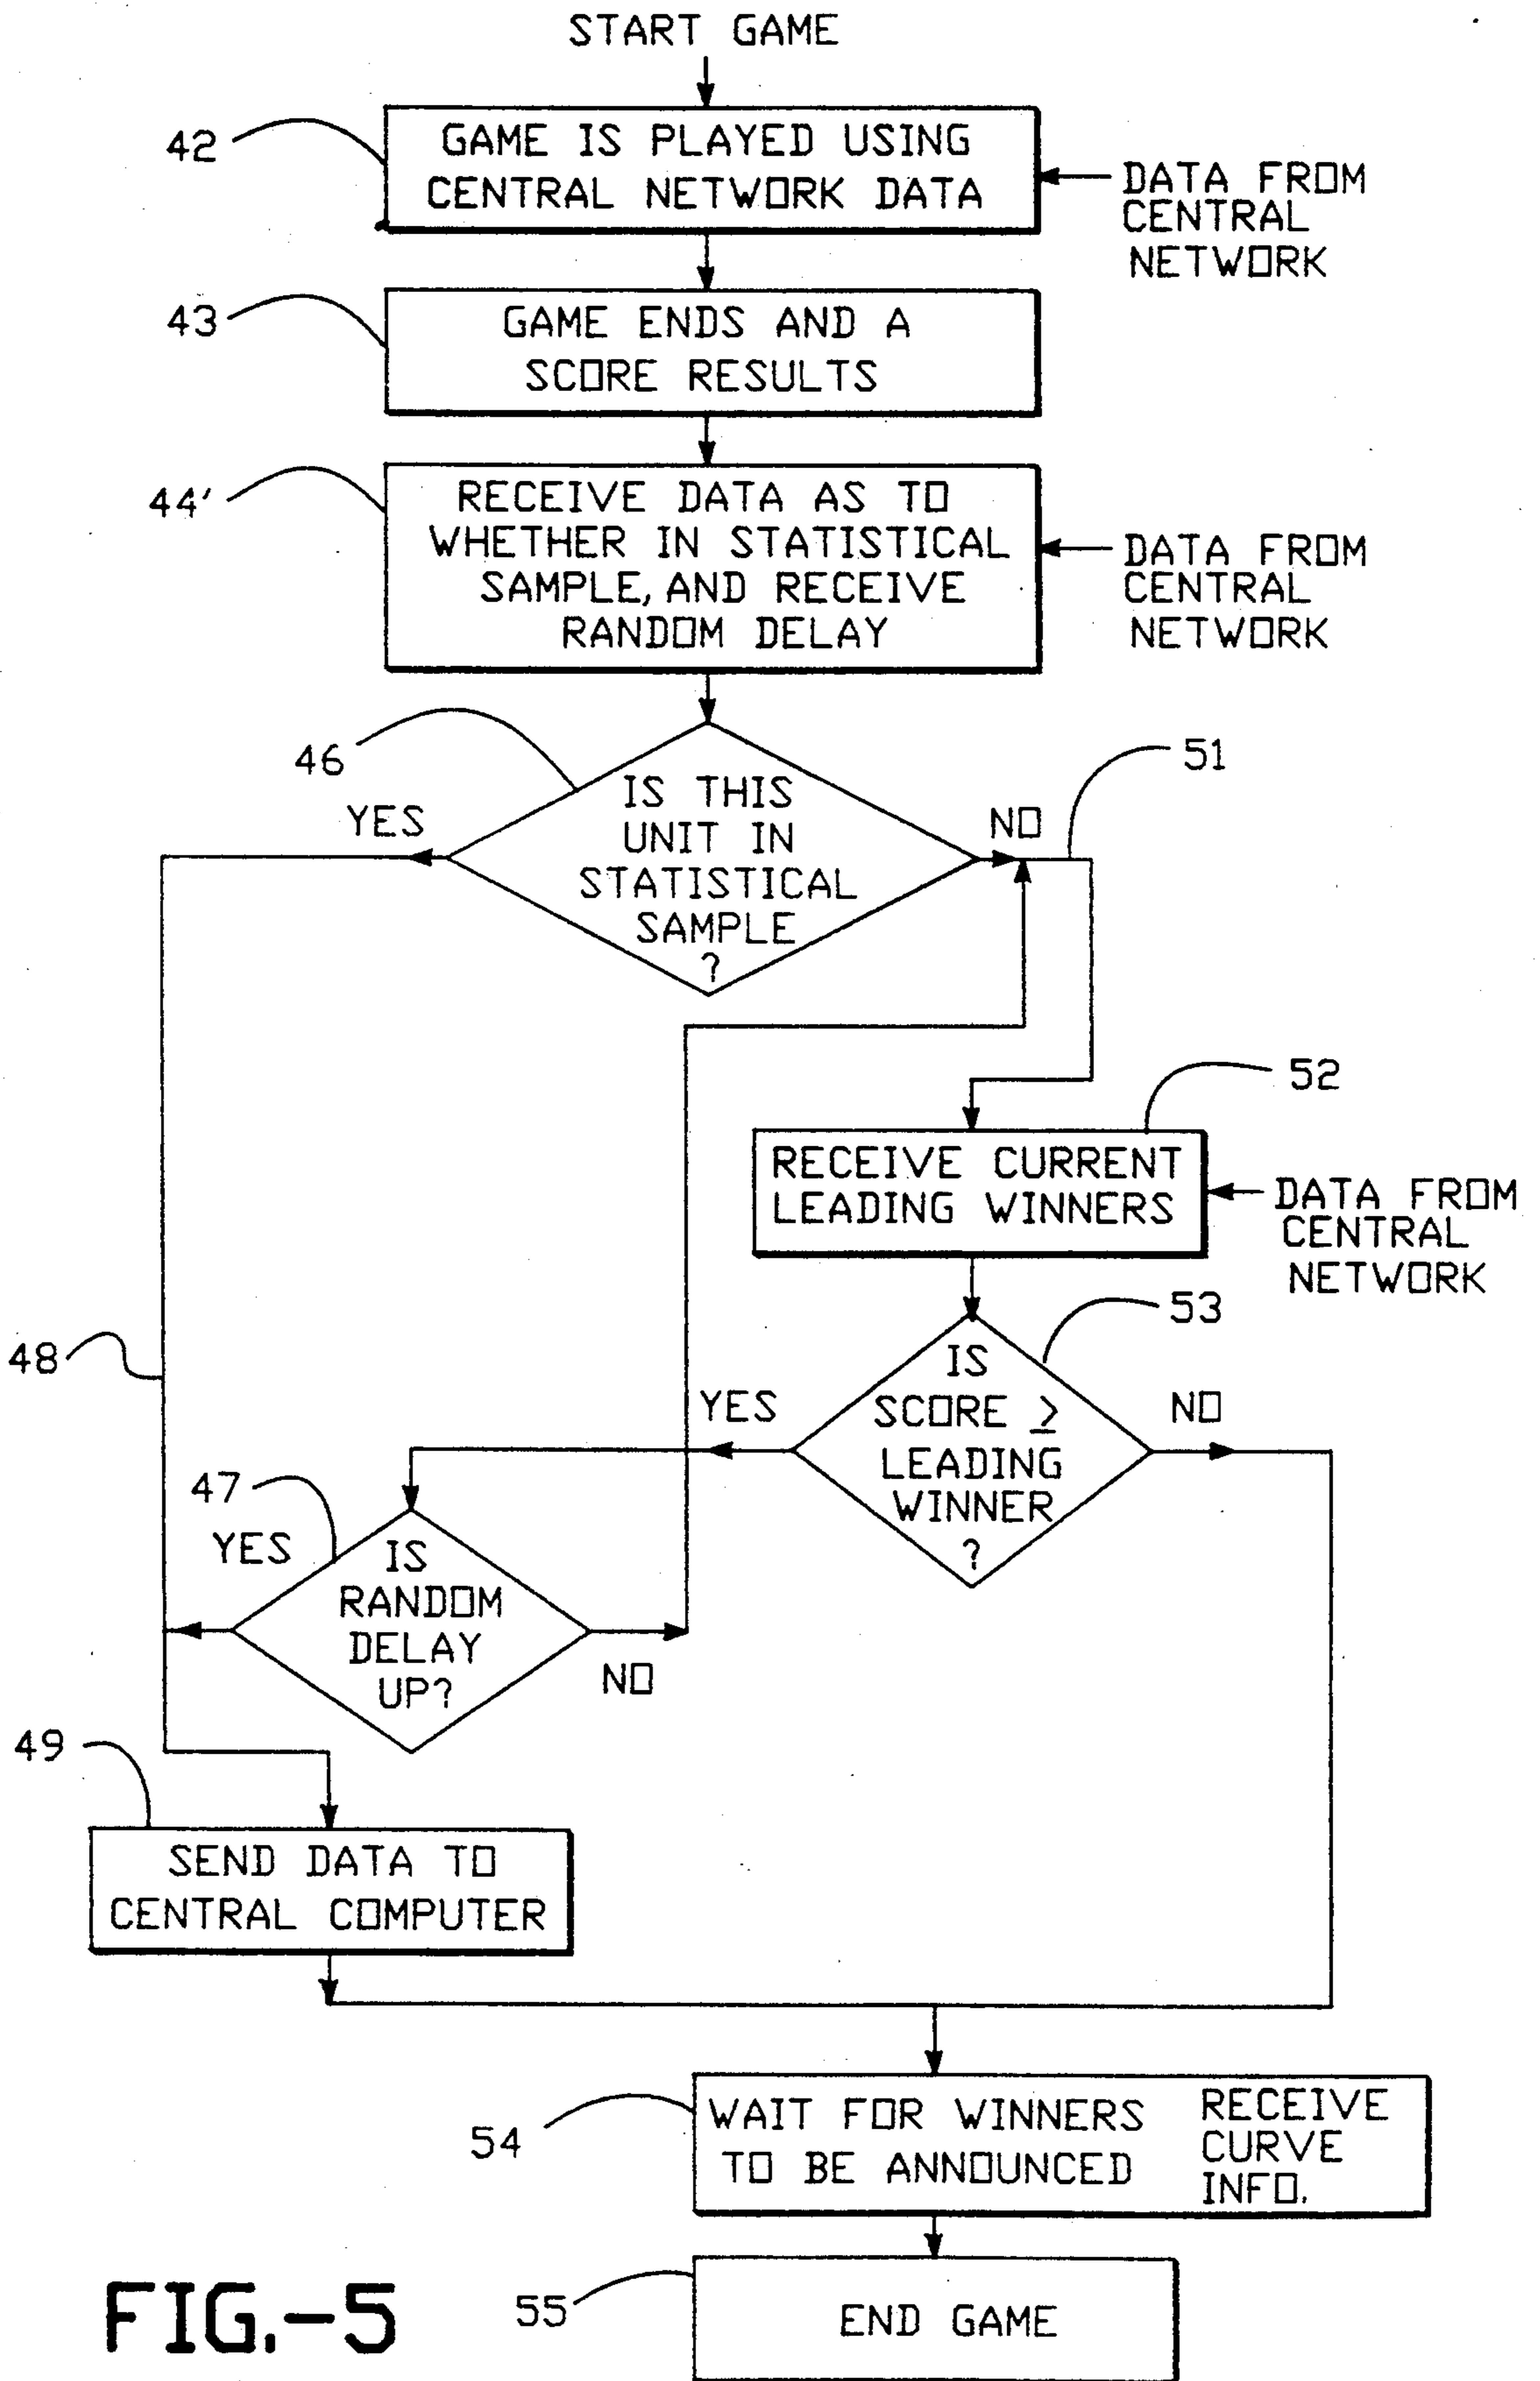 START GAME
42
GAME IS PLAYED USING
CENTRAL NETWORK DATA
DATA FROM
CENTRAL
NETWORK
43
GAME ENDS AND A
SCORE RESULTS
44'
RECEIVE DATA AS TO
WHETHER IN STATISTICAL
SAMPLE, AND RECEIVE
RANDOM DELAY
DATA FROM
CENTRAL
NETWORK
46
IS THIS
UNIT IN
STATISTICAL
SAMPLE
?
YES
NO
51
52
RECEIVE CURRENT
LEADING WINNERS
DATA FROM
CENTRAL
NETWORK
53
IS
SCORE ≥
LEADING
WINNER
?
YES
NO
48
47
YES
IS
RANDOM
DELAY
UP?
NO
49
SEND DATA TO
CENTRAL COMPUTER
54
WAIT FOR WINNERS
TO BE ANNOUNCED
RECEIVE
CURVE
INFO.
55
END GAME
FIG.-5